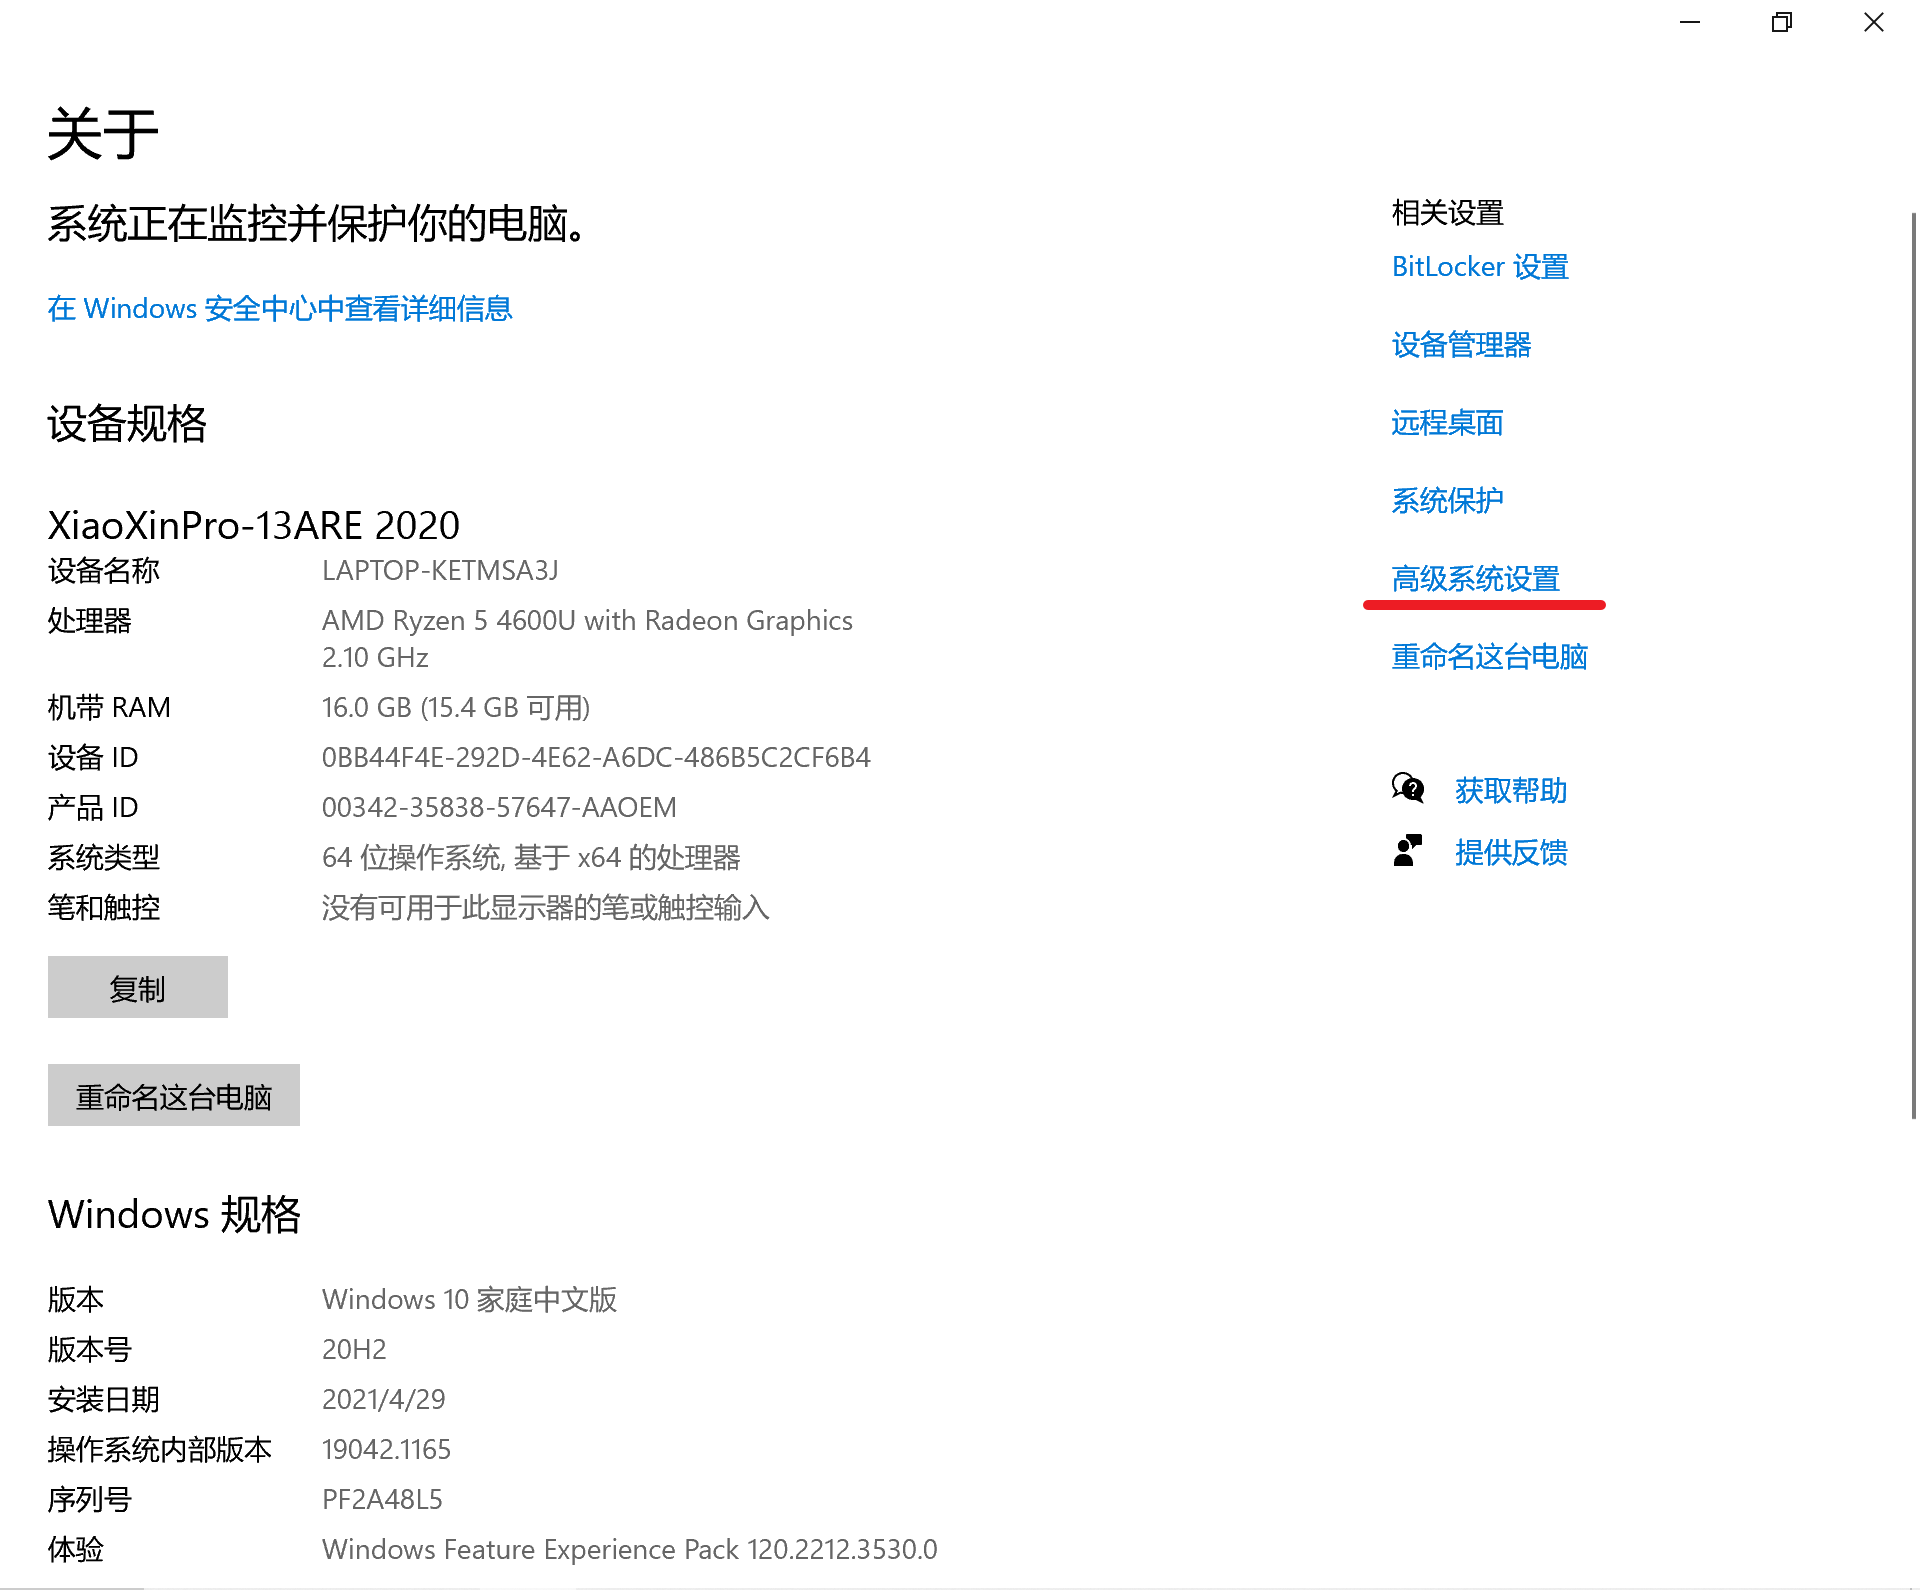 关于
系统正在监控并保护你的电脑。
在 Windows 安全中心中查看详细信息
设备规格
XiaoXinPro-13ARE 2020
设备名称 LAPTOP-KETMSA3J
处理器 AMD Ryzen 5 4600U with Radeon Graphics
2.10 GHz
机带 RAM 16.0 GB (15.4 GB 可用)
设备 ID 0BB44F4E-292D-4E62-A6DC-486B5C2CF6B4
产品 ID 00342-35838-57647-AAOEM
系统类型 64 位操作系统, 基于 x64 的处理器
笔和触控 没有可用于此显示器的笔或触控输入
复制
重命名这台电脑
Windows 规格
版本 Windows 10 家庭中文版
版本号 20H2
安装日期 2021/4/29
操作系统内部版本 19042.1165
序列号 PF2A48L5
体验 Windows Feature Experience Pack 120.2212.3530.0
相关设置
BitLocker 设置
设备管理器
远程桌面
系统保护
高级系统设置
重命名这台电脑
获取帮助
提供反馈